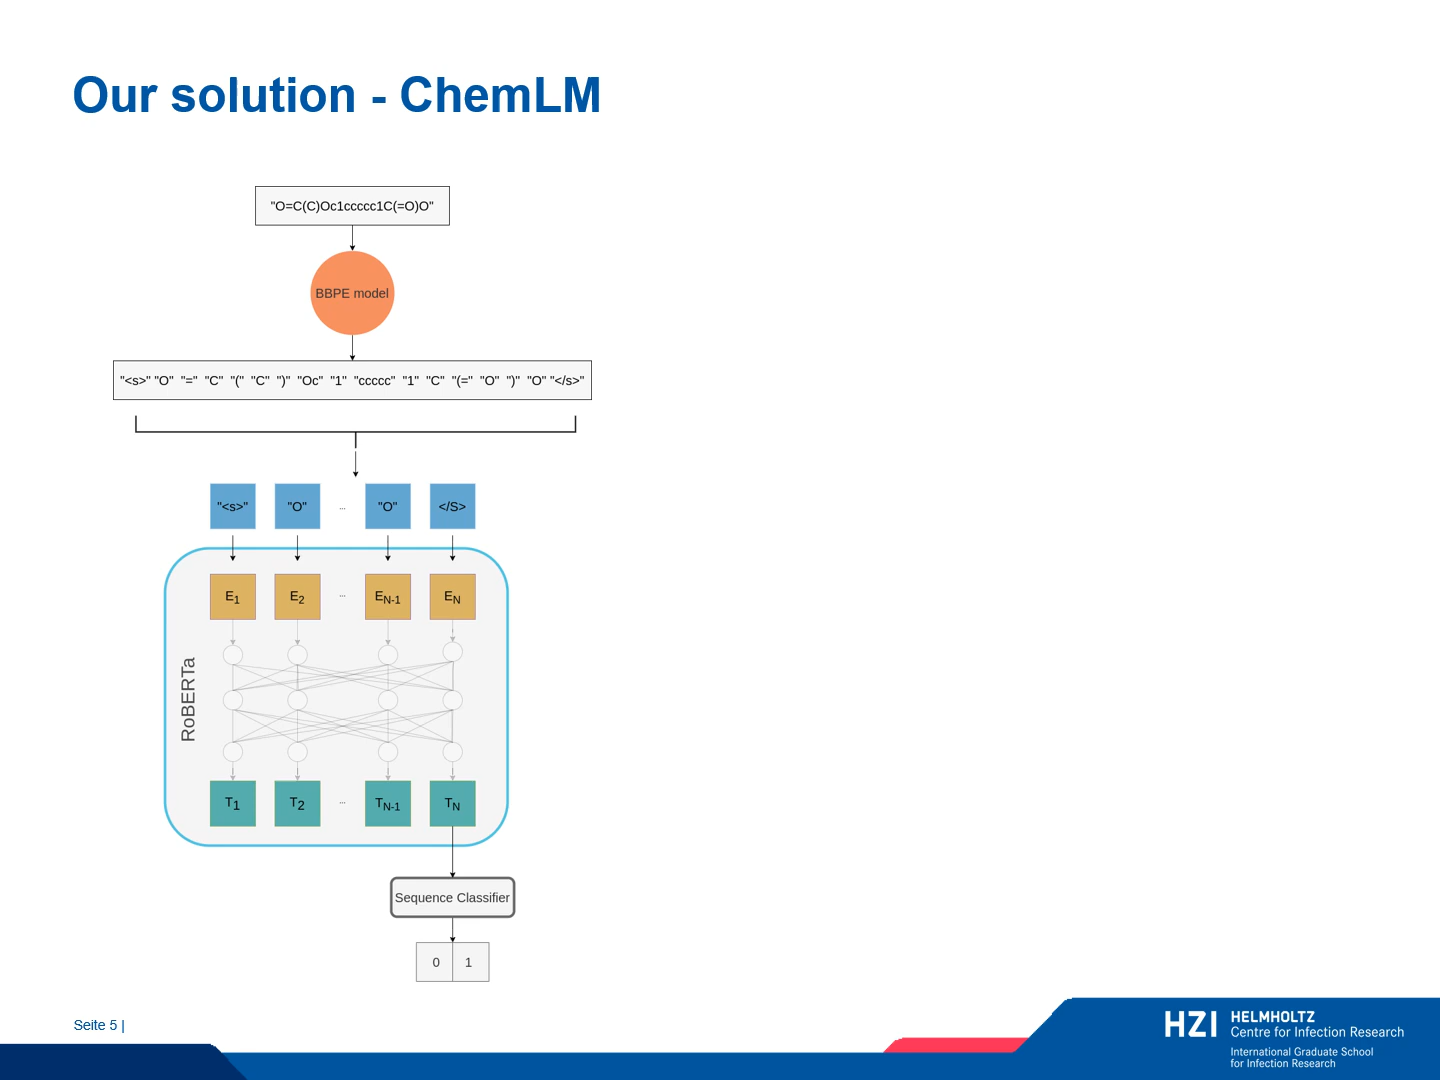 Our solution - ChemLM
"O=C(C)Oc1ccccc1C(=O)O"
BBPE model
"<s>" "O" "=" "C" "(" "C" ")" "Oc" "1" "ccccc" "1" "C" "(=" "O" ")" "O" "</s>"
"<s>" "O" ... "O" </S>
E1 E2 ... EN-1 EN
RoBERTa
T1 T2 ... TN-1 TN
Sequence Classifier
0 1
Seite 5 |
HZI HELMHOLTZ
Centre for Infection Research
International Graduate School
for Infection Research